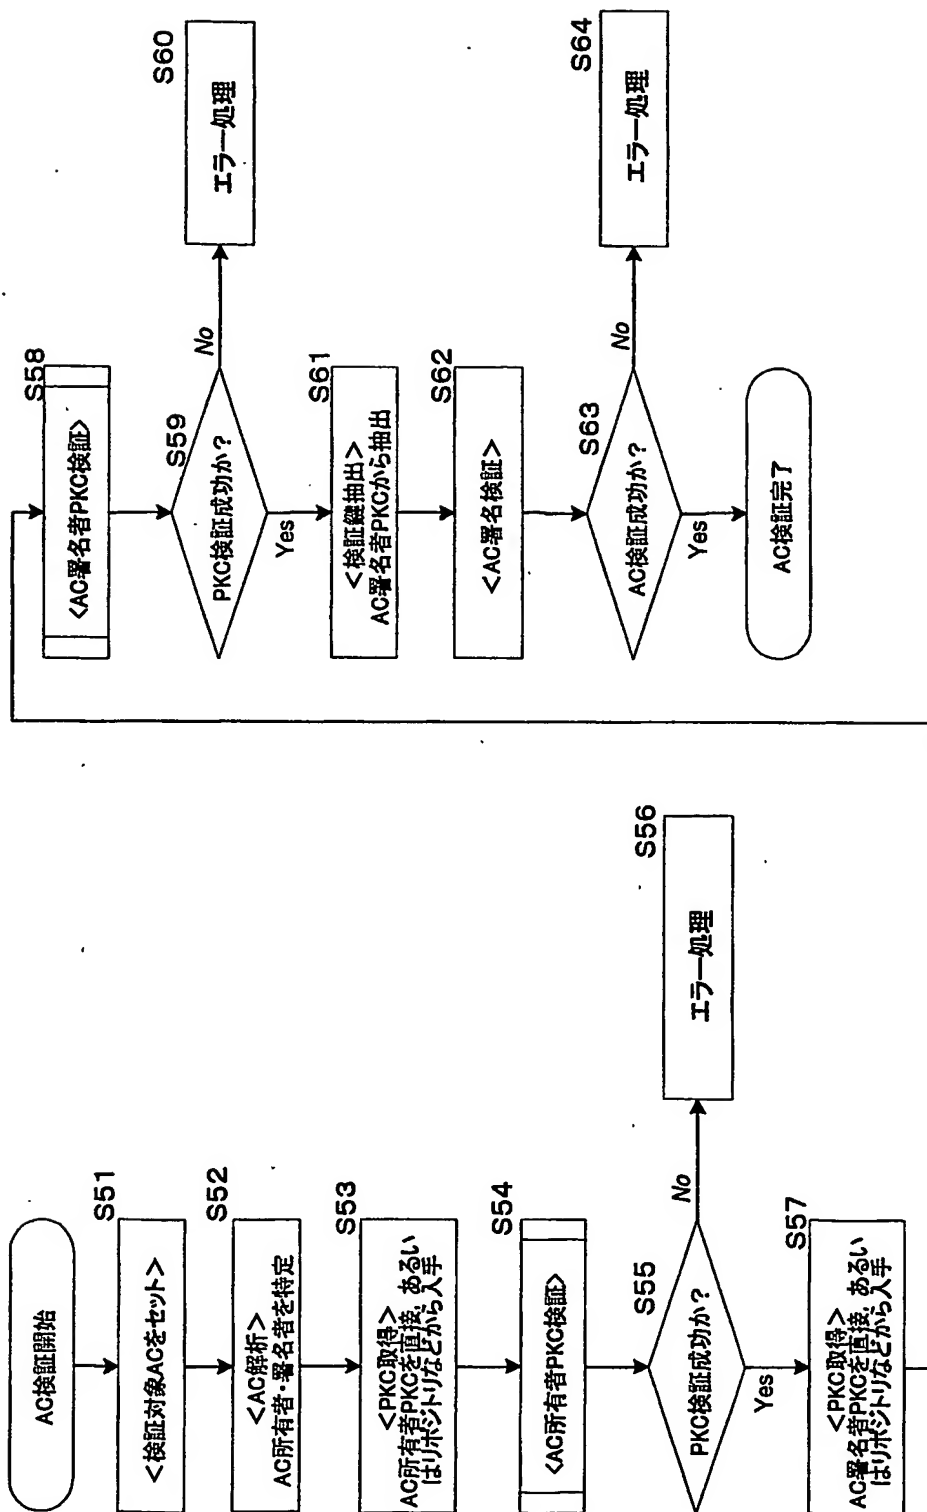 AC検証開始
S51
<検証対象ACをセット>
S52
<AC解析>
AC所有者・署名者を特定
S53
<PKC取得>
AC所有者PKCを直接、あるい
はリポジトリなどから入手
S54
<AC所有者PKC検証>
S55
PKC検証成功か?
No
S56
エラー処理
Yes
S57
<PKC取得>
AC署名者PKCを直接、あるい
はリポジトリなどから入手
S58
<AC署名者PKC検証>
S59
PKC検証成功か?
No
S60
エラー処理
Yes
S61
<検証鍵抽出>
AC署名者PKCから抽出
S62
<AC署名検証>
S63
AC検証成功か?
No
S64
エラー処理
Yes
AC検証完了